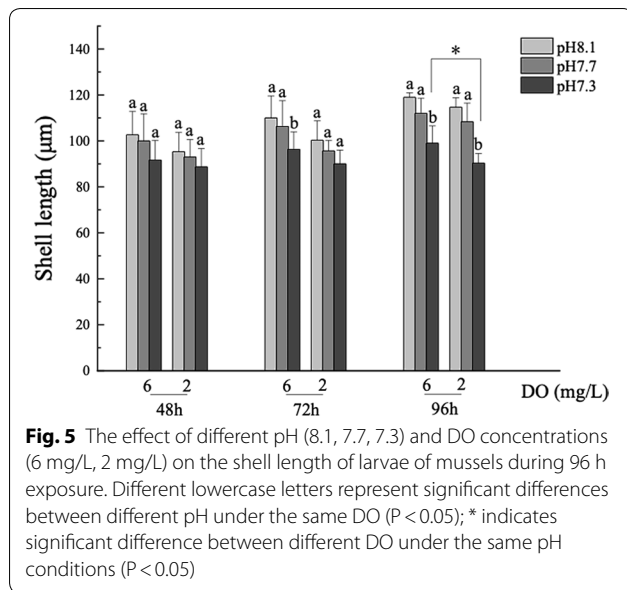 140
120
100
80
60
40
20
0
Shell length (μm)
pH8.1
pH7.7
pH7.3
*
a a a a a a
a a b a a a
a a b a a b
6 2 6 2 6 2
48h 72h 96h
DO (mg/L)
Fig. 5 The effect of different pH (8.1, 7.7, 7.3) and DO concentrations
(6 mg/L, 2 mg/L) on the shell length of larvae of mussels during 96 h
exposure. Different lowercase letters represent significant differences
between different pH under the same DO (P < 0.05); * indicates
significant difference between different DO under the same pH
conditions (P < 0.05)